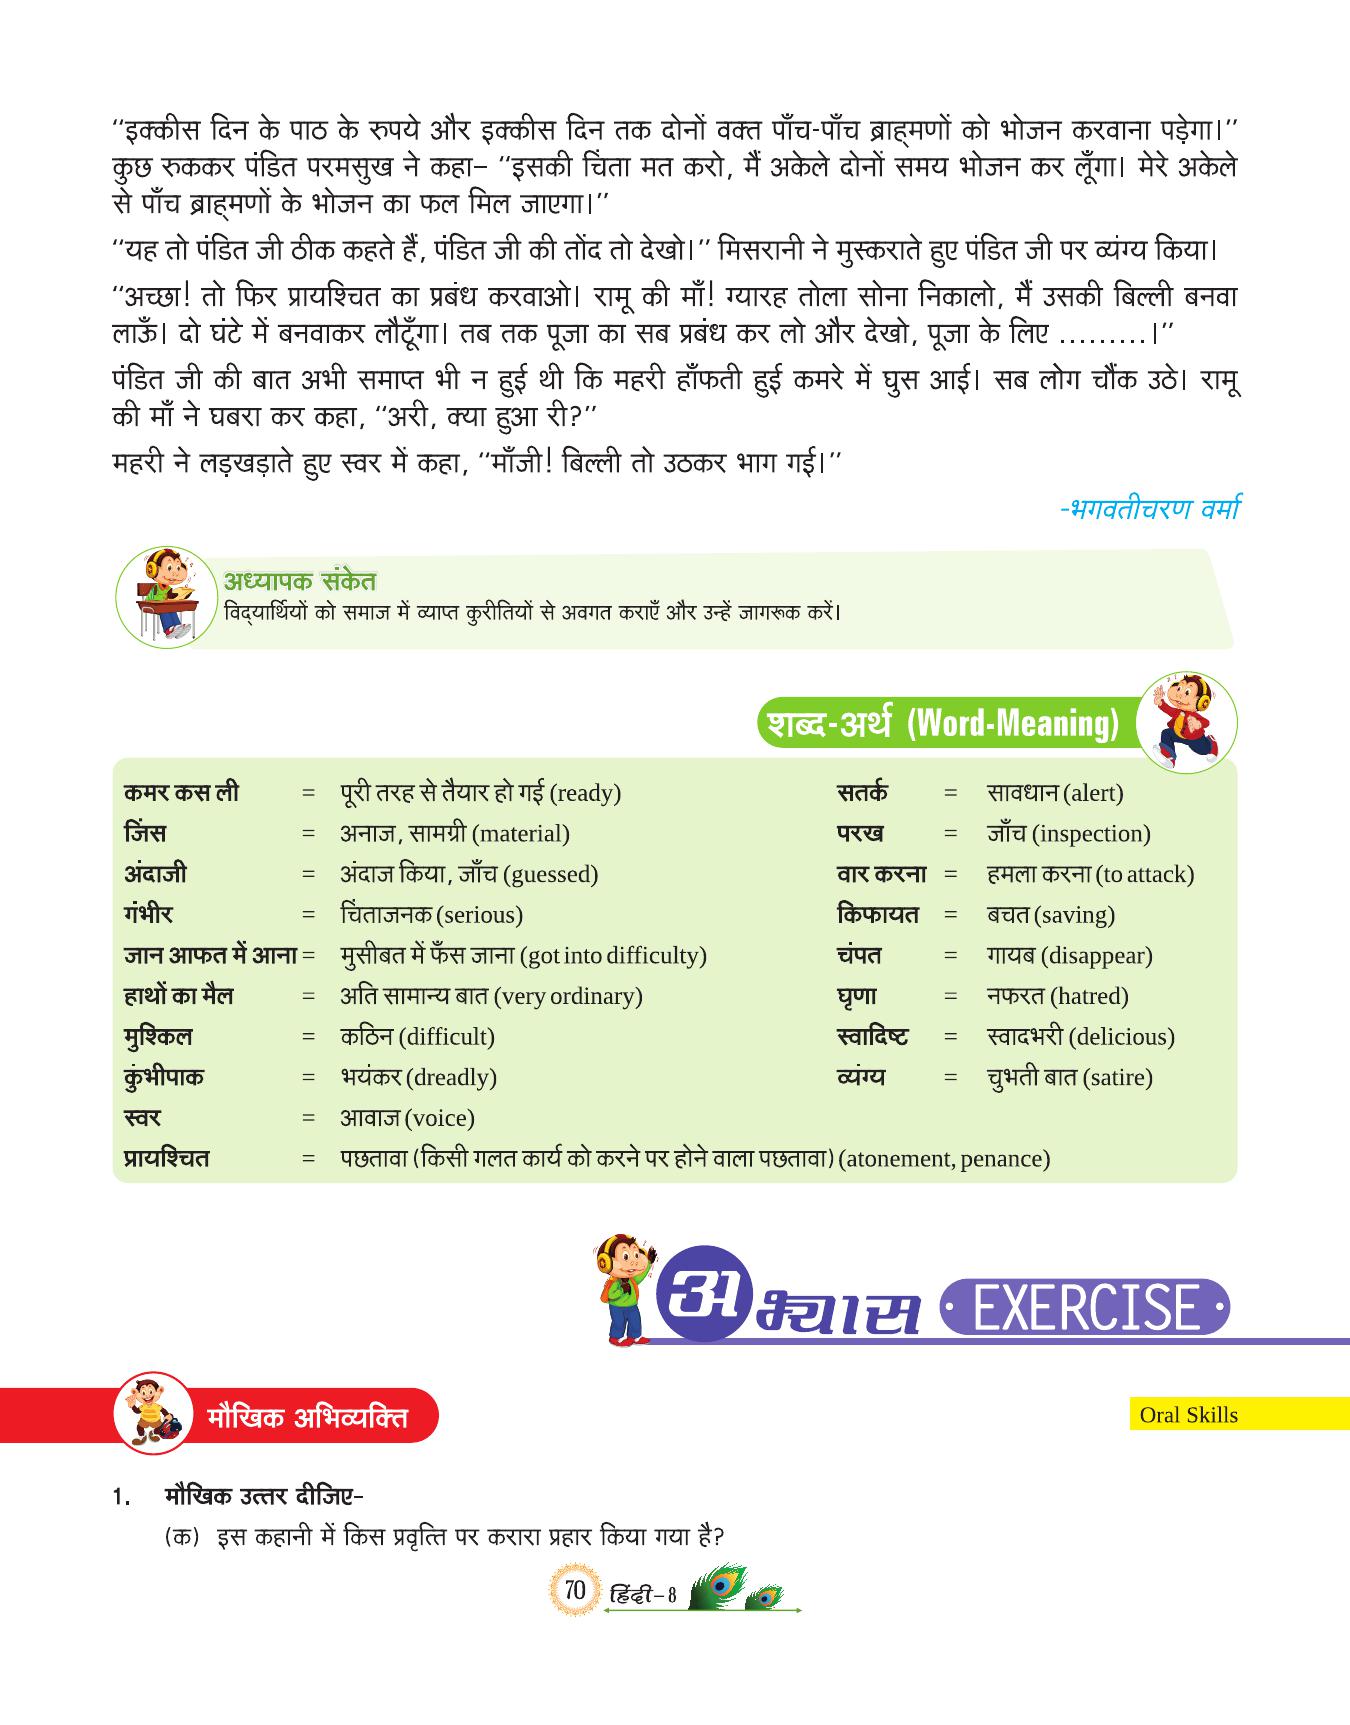 “इक्कीस दिन के पाठ के रुपये और इक्कीस दिन तक दोनों वक्त पाँच-पाँच ब्राह्मणों को भोजन करवाना पड़ेगा।”
कुछ रुककर पंडित परमसुख ने कहा– “इसकी चिंता मत करो, मैं अकेले दोनों समय भोजन कर लूँगा। मेरे अकेले
से पाँच ब्राह्मणों के भोजन का फल मिल जाएगा।”
“यह तो पंडित जी ठीक कहते हैं, पंडित जी की तोंद तो देखो।” मिसरानी ने मुस्कराते हुए पंडित जी पर व्यंग्य किया।
“अच्छा! तो फिर प्रायश्चित का प्रबंध करवाओ। रामू की माँ! ग्यारह तोला सोना निकालो, मैं उसकी बिल्ली बनवा
लाऊँ। दो घंटे में बनवाकर लौटूँगा। तब तक पूजा का सब प्रबंध कर लो और देखो, पूजा के लिए .........।”
पंडित जी की बात अभी समाप्त भी न हुई थी कि महरी हाँफती हुई कमरे में घुस आई। सब लोग चौंक उठे। रामू
की माँ ने घबरा कर कहा, “अरी, क्या हुआ री?”
महरी ने लड़खड़ाते हुए स्वर में कहा, “माँजी! बिल्ली तो उठकर भाग गई।”
-भगवतीचरण वर्मा
अध्यापक संकेत
विद्यार्थियों को समाज में व्याप्त कुरीतियों से अवगत कराएँ और उन्हें जागरूक करें।
शब्द-अर्थ (Word-Meaning)
कमर कस ली = पूरी तरह से तैयार हो गई (ready) सतर्क = सावधान (alert)
जिंस = अनाज, सामग्री (material) परख = जाँच (inspection)
अंदाजी = अंदाज किया, जाँच (guessed) वार करना = हमला करना (to attack)
गंभीर = चिंताजनक (serious) किफायत = बचत (saving)
जान आफत में आना = मुसीबत में फँस जाना (got into difficulty) चंपत = गायब (disappear)
हाथों का मैल = अति सामान्य बात (very ordinary) घृणा = नफरत (hatred)
मुश्किल = कठिन (difficult) स्वादिष्ट = स्वादभरी (delicious)
कुंभीपाक = भयंकर (dreadly) व्यंग्य = चुभती बात (satire)
स्वर = आवाज (voice)
प्रायश्चित = पछतावा (किसी गलत कार्य को करने पर होने वाला पछतावा) (atonement, penance)
अभ्यास EXERCISE
मौखिक अभिव्यक्ति Oral Skills
1. मौखिक उत्तर दीजिए–
(क) इस कहानी में किस प्रवृत्ति पर करारा प्रहार किया गया है?
70 हिंदी–8